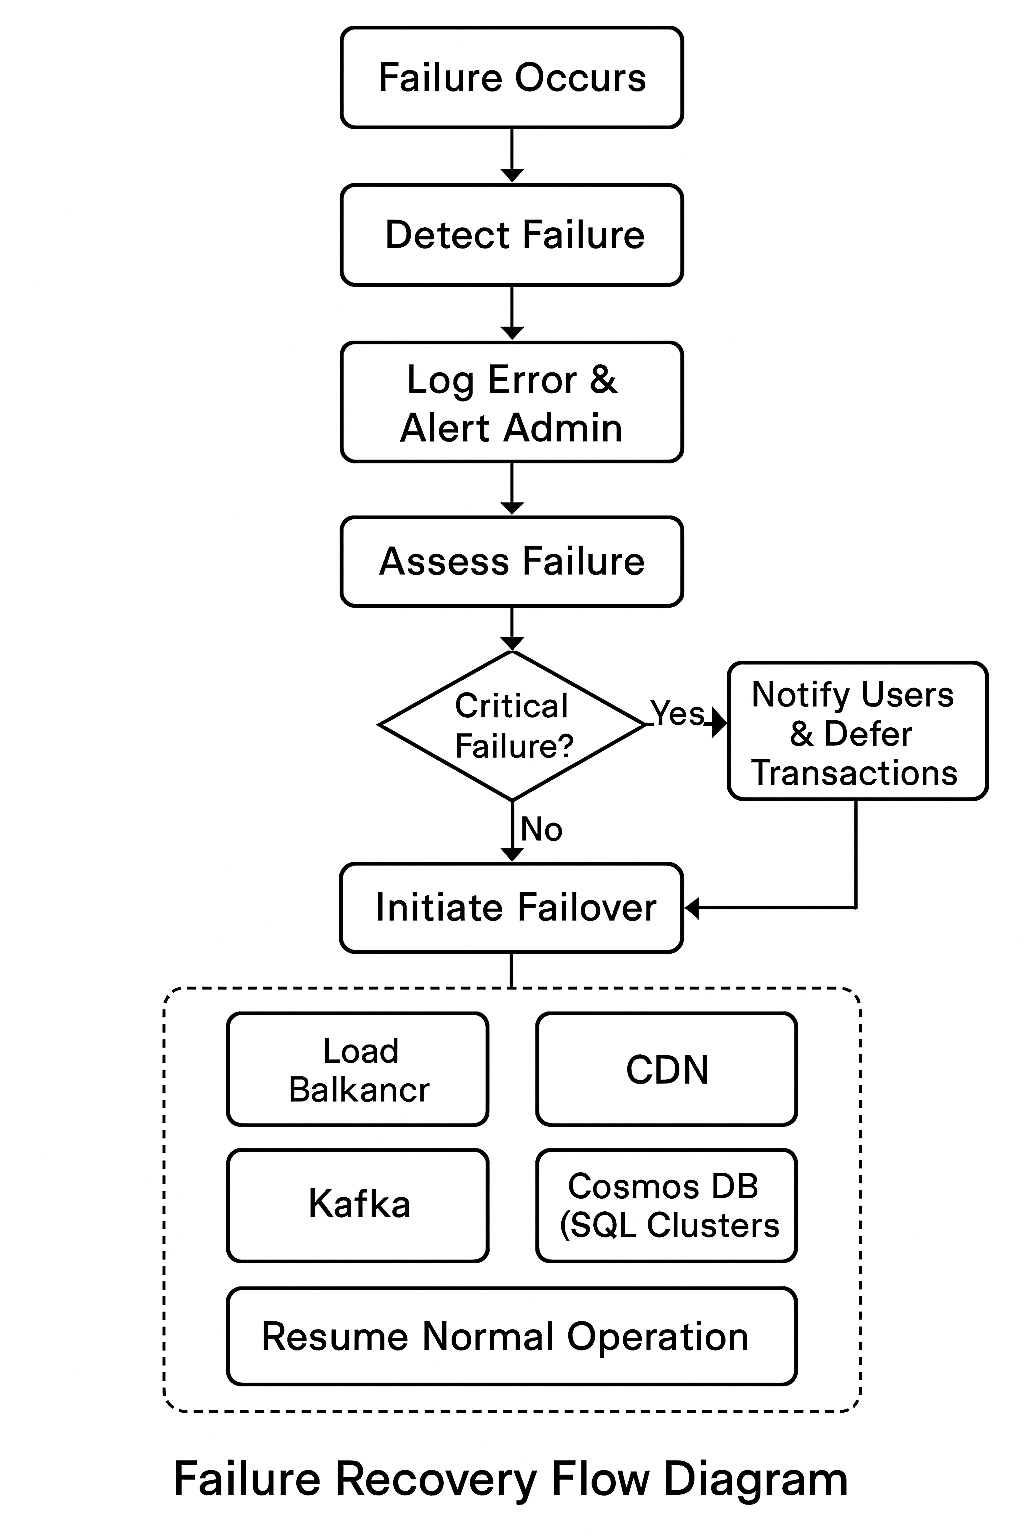 Failure Occurs
Detect Failure
Log Error &
Alert Admin
Assess Failure
Critical
Failure?
Yes
Notify Users
& Defer
Transactions
No
Initiate Failover
Load
Balkancr
CDN
Kafka
Cosmos DB
(SQL Clusters
Resume Normal Operation
Failure Recovery Flow Diagram